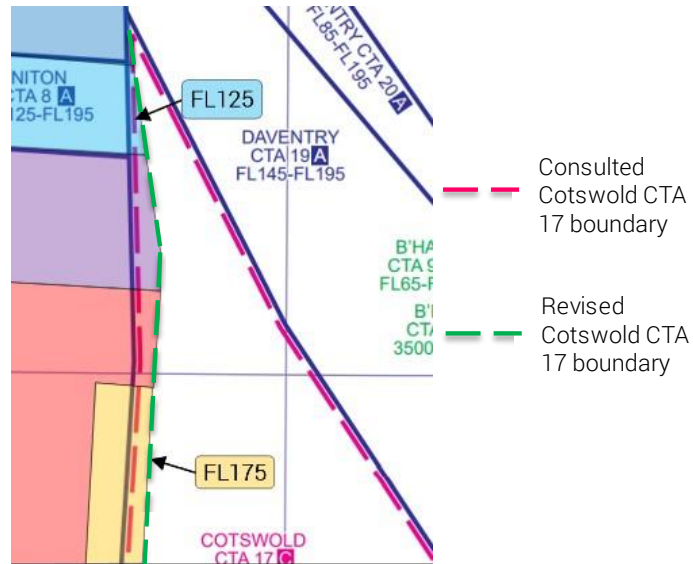 NITON
CTA 8 A
125-FL195
FL125
NTRY CTA 20 A
FL85-FL195
DAVENTRY
CTA 19 A
FL145-FL195
B'HA
CTA 9
FL65-F
B'
CTA
3500
FL175
COTSWOLD
CTA 17 C
Consulted
Cotswold CTA
17 boundary
Revised
Cotswold CTA
17 boundary